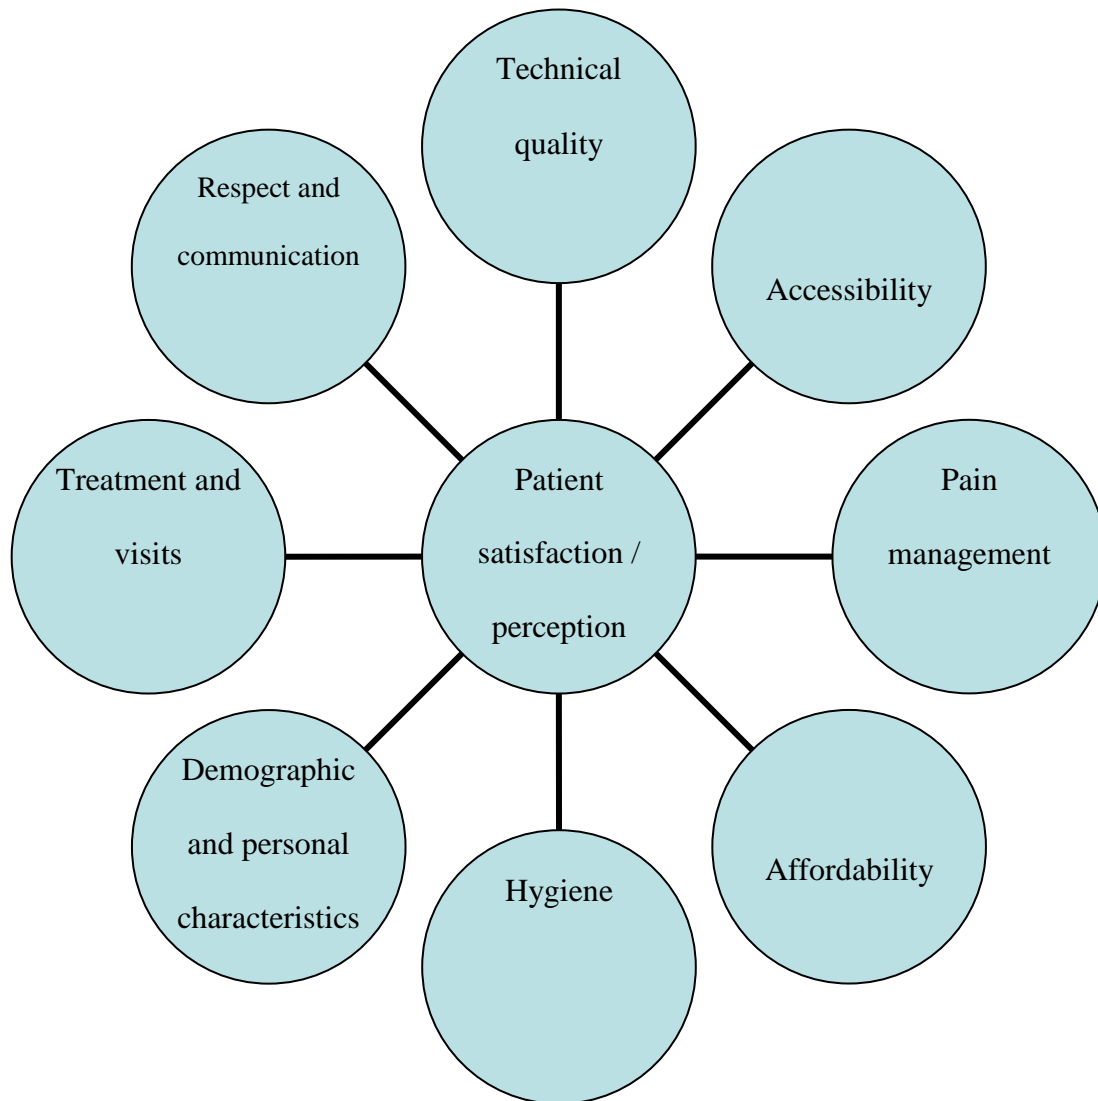 Technical
quality
Respect and
communication
Accessibility
Treatment and
visits
Patient
satisfaction /
perception
Pain
management
Demographic
and personal
characteristics
Hygiene
Affordability